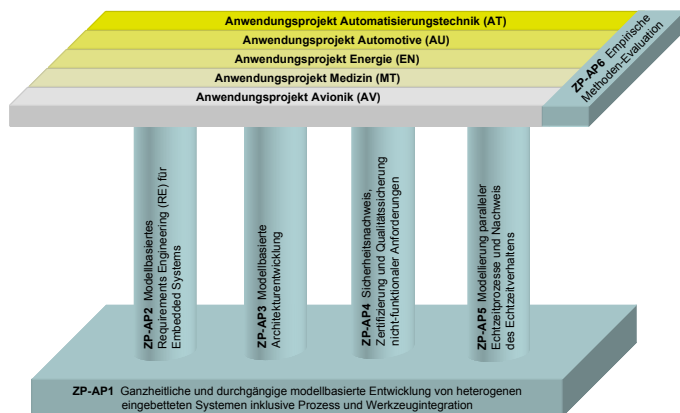 Anwendungsprojekt Automatisierungstechnik (AT)
Anwendungsprojekt Automotive (AU)
Anwendungsprojekt Energie (EN)
Anwendungsprojekt Medizin (MT)
Anwendungsprojekt Avionik (AV)
ZP-AP6 Empirische
Methoden-Evaluation
ZP-AP2 Modellbasiertes
Requirements Engineering (RE) für
Embedded Systems
ZP-AP3 Modellbasierte
Architekturentwicklung
ZP-AP4 Sicherheitsnachweis,
Zertifizierung und Qualitätssicherung
nicht-funktionaler Anforderungen
ZP-AP5 Modellierung paralleler
Echtzeitprozesse und Nachweis
des Echtzeitverhaltens
ZP-AP1 Ganzheitliche und durchgängige modellbasierte Entwicklung von heterogenen
eingebetteten Systemen inklusive Prozess und Werkzeugintegration